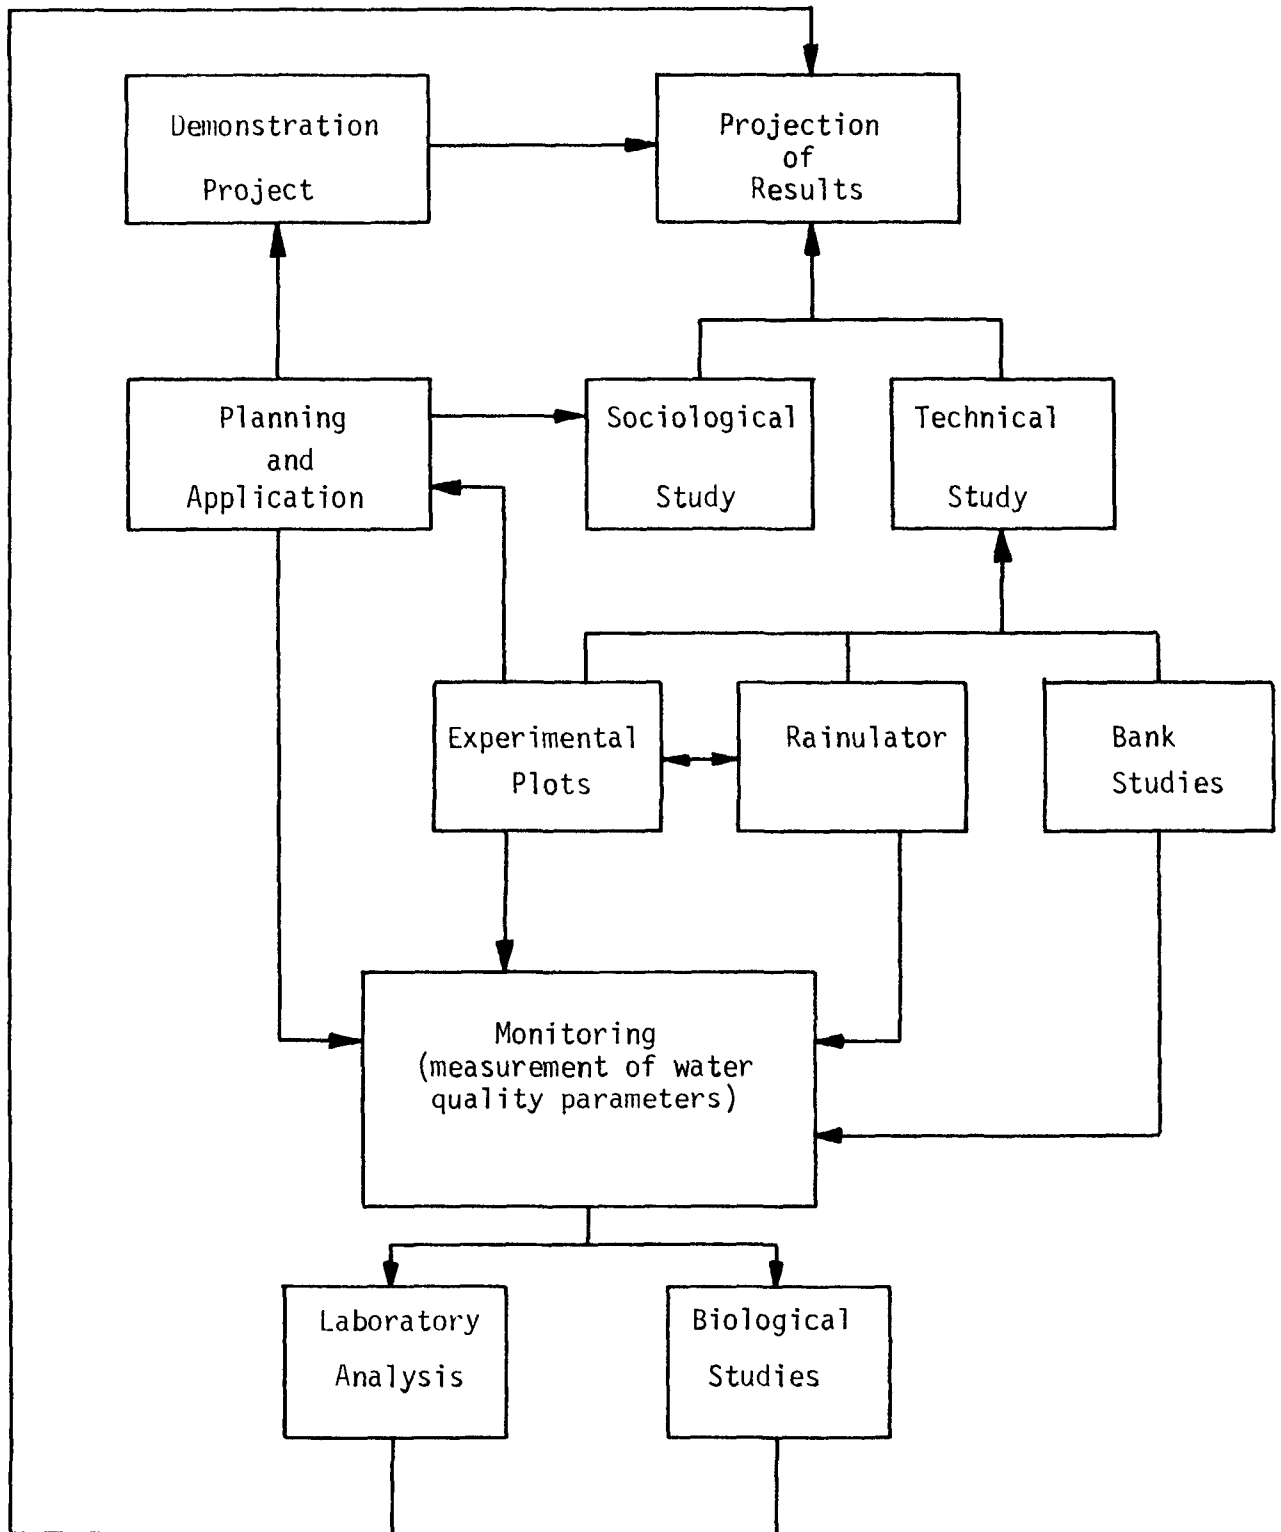 Demonstration
Project
Projection
of
Results
Planning
and
Application
Sociological
Study
Technical
Study
Experimental
Plots
Rainulator
Bank
Studies
Monitoring
(measurement of water
quality parameters)
Laboratory
Analysis
Biological
Studies